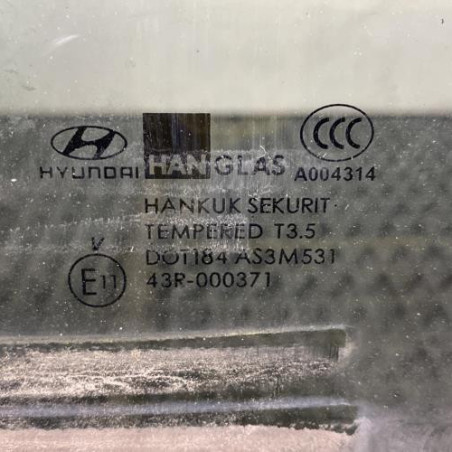 CCC
HYUNDAI HANGLAS A004314
HANKUK SEKURIT
TEMPERED T3.5
V
DOT184 AS3M531
E11
43R-000371